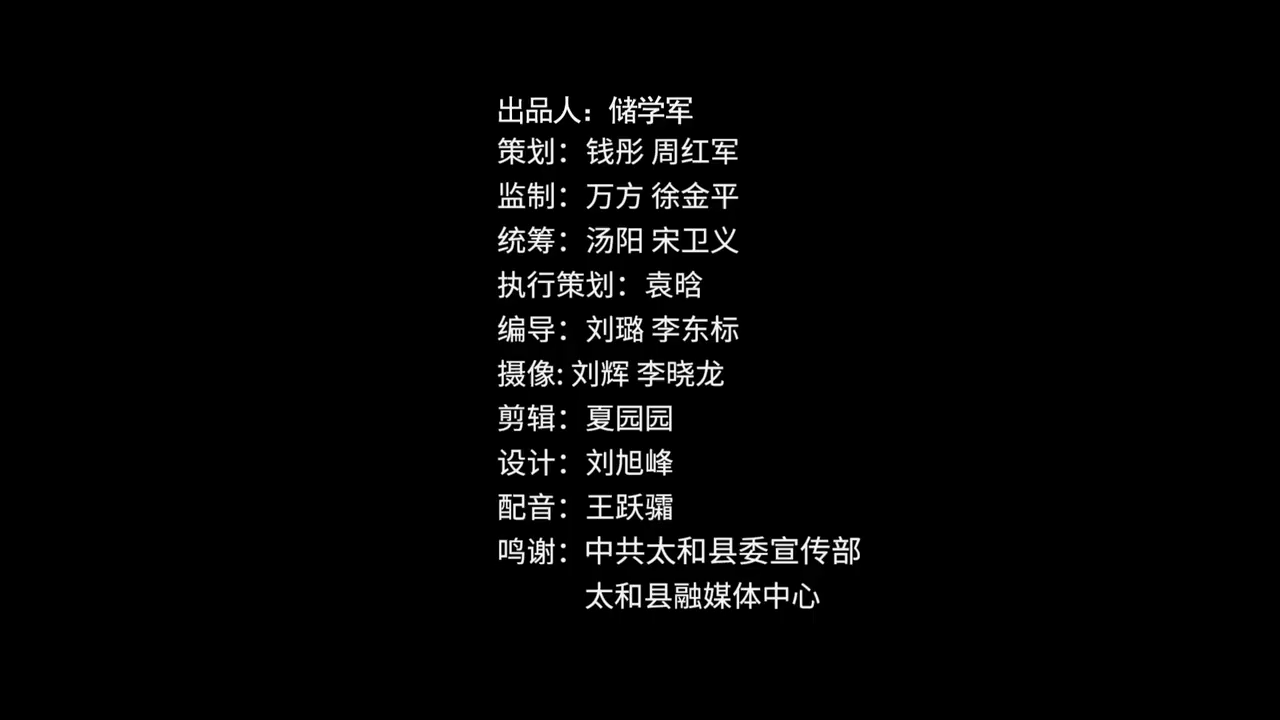 出品人：储学军
策划：钱彤 周红军
监制：万方 徐金平
统筹：汤阳 宋卫义
执行策划：袁晗
编导：刘璐 李东标
摄像: 刘辉 李晓龙
剪辑：夏园园
设计：刘旭峰
配音：王跃骦
鸣谢：中共太和县委宣传部
太和县融媒体中心